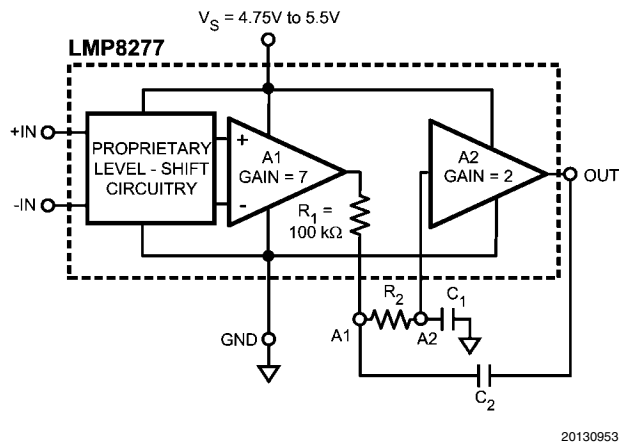 V_S = 4.75V to 5.5V
LMP8277
+IN
-IN
PROPRIETARY
LEVEL - SHIFT
CIRCUITRY
+
-
A1
GAIN = 7
A2
GAIN = 2
OUT
R_1 =
100 kΩ
R_2
C_1
A1
A2
GND
C_2
20130953